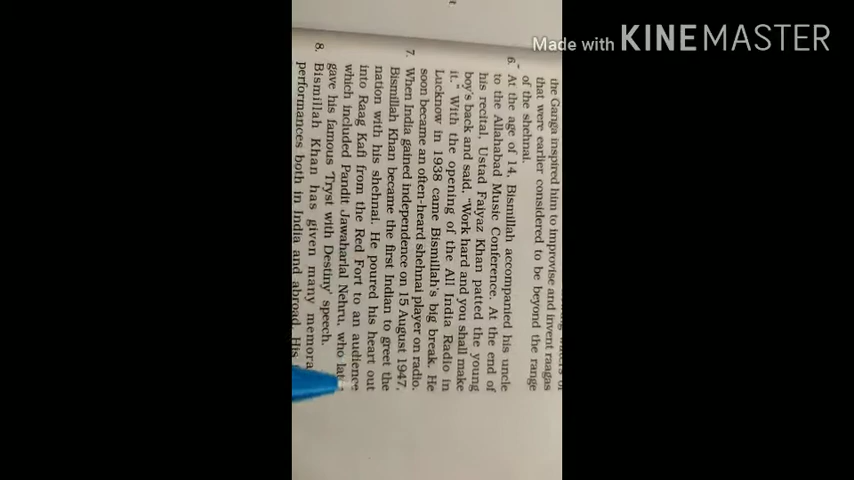 Made with KINEMASTER
the Ganga inspired him to improvise and invent raagas
that were earlier considered to be beyond the range
of the shehnai.
6. At the age of 14, Bismillah accompanied his uncle
to the Allahabad Music Conference. At the end of
his recital, Ustad Faiyaz Khan patted the young
boy's back and said, "Work hard and you shall make
it." With the opening of the All India Radio in
Lucknow in 1938 came Bismillah's big break. He
soon became an often-heard shehnai player on radio.
7. When India gained independence on 15 August 1947,
Bismillah Khan became the first Indian to greet the
nation with his shehnai. He poured his heart out
into Raag Kafi from the Red Fort to an audience
which included Pandit Jawaharlal Nehru, who
gave his famous 'Tryst with Destiny' speech.
8. Bismillah Khan has given many
performances both in India and abroad. His